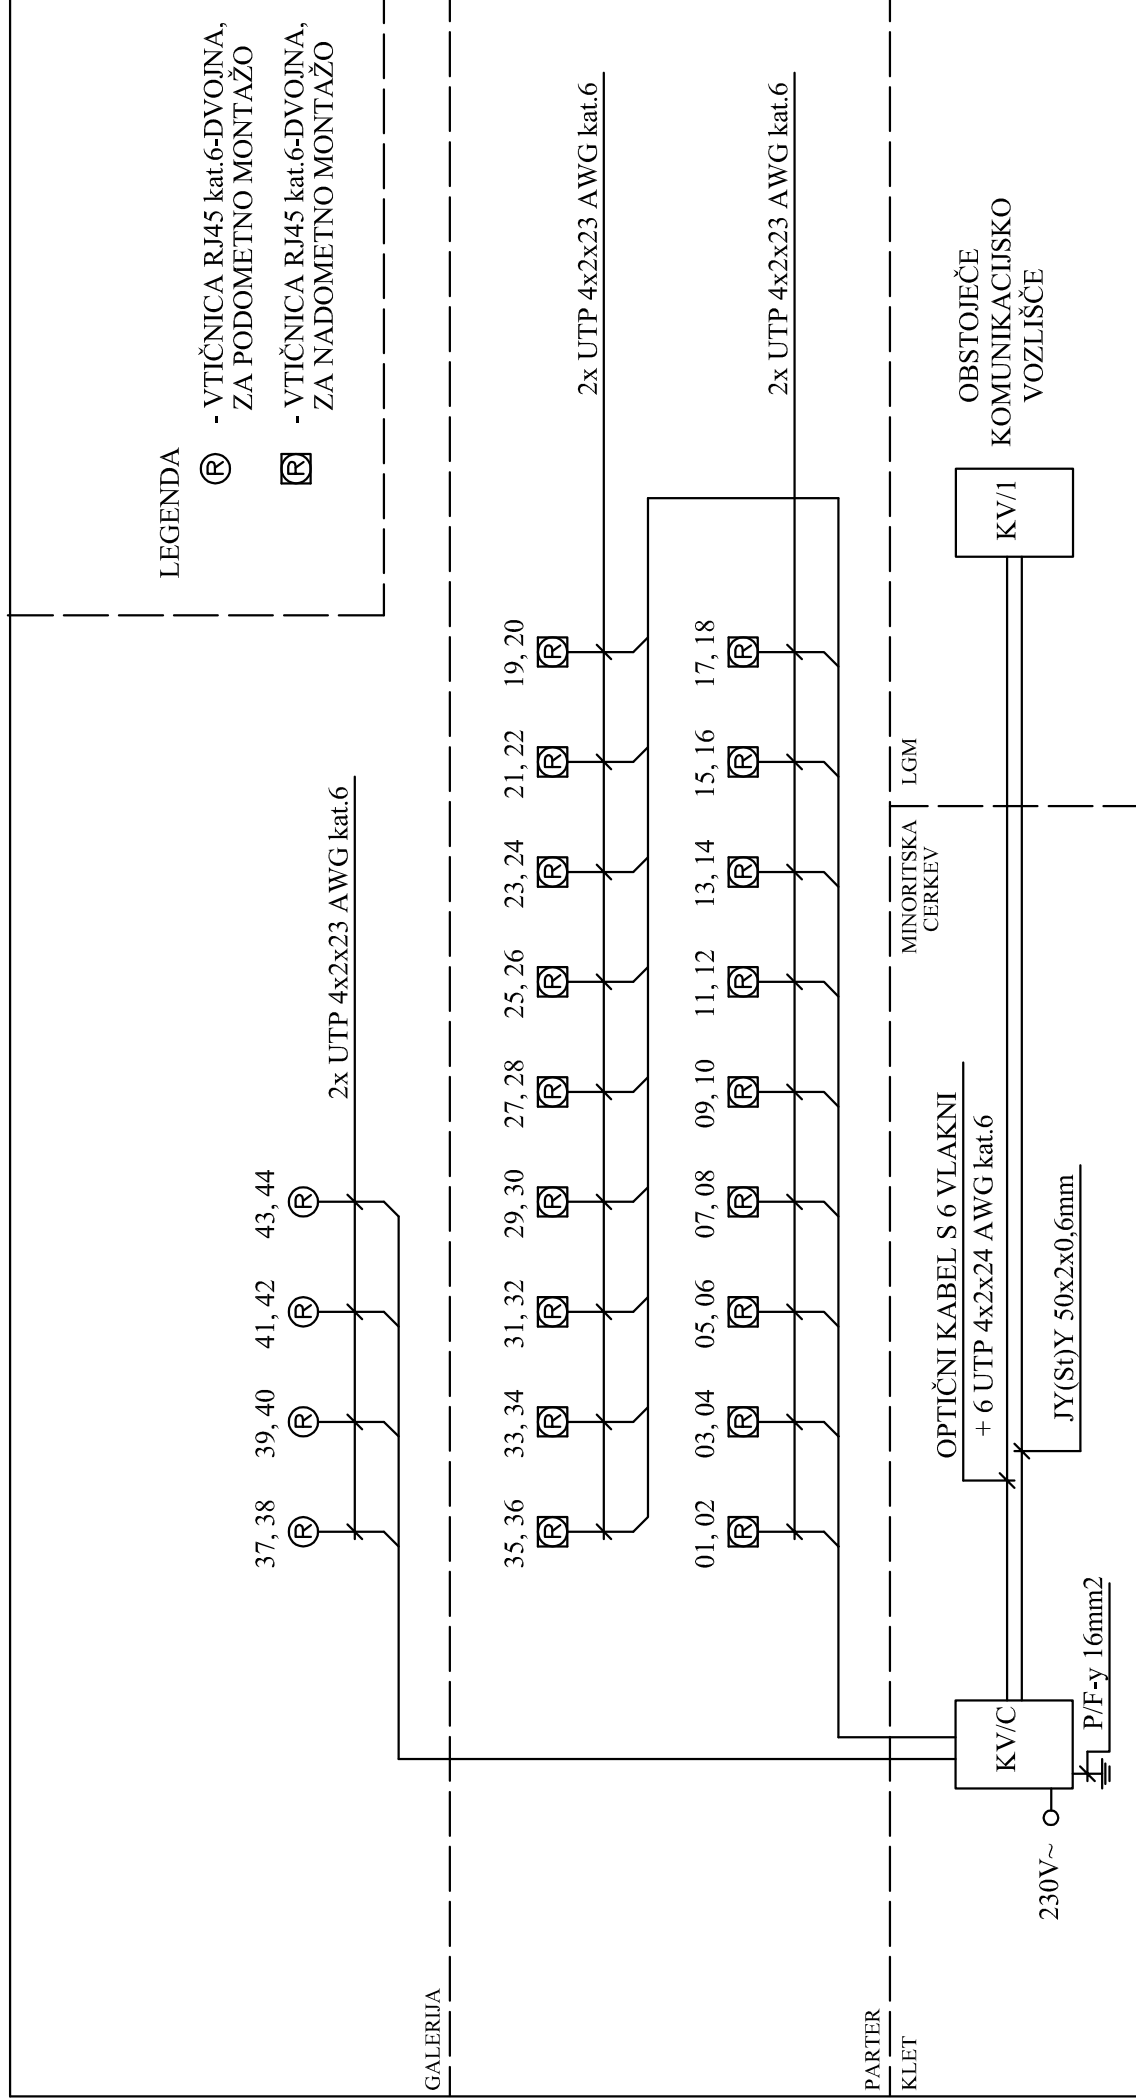 LEGENDA
R
- VTIČNICA RJ45 kat.6-DVOJNA,
ZA PODOMETNO MONTAŽO
R
- VTIČNICA RJ45 kat.6-DVOJNA,
ZA NADOMETNO MONTAŽO
37, 38
39, 40
41, 42
43, 44
R
R
R
R
2x UTP 4x2x23 AWG kat.6
GALERIJA
35, 36
33, 34
31, 32
29, 30
27, 28
25, 26
23, 24
21, 22
19, 20
R
R
R
R
R
R
R
R
R
2x UTP 4x2x23 AWG kat.6
01, 02
03, 04
05, 06
07, 08
09, 10
11, 12
13, 14
15, 16
17, 18
R
R
R
R
R
R
R
R
R
2x UTP 4x2x23 AWG kat.6
PARTER
KLET
MINORITSKA
CERKEV
LGM
OPTIČNI KABEL S 6 VLAKNI
+ 6 UTP 4x2x24 AWG kat.6
OBSTOJEČE
KOMUNIKACIJSKO
VOZLIŠČE
KV/C
KV/1
230V~
JY(St)Y 50x2x0,6mm
P/F-y 16mm2